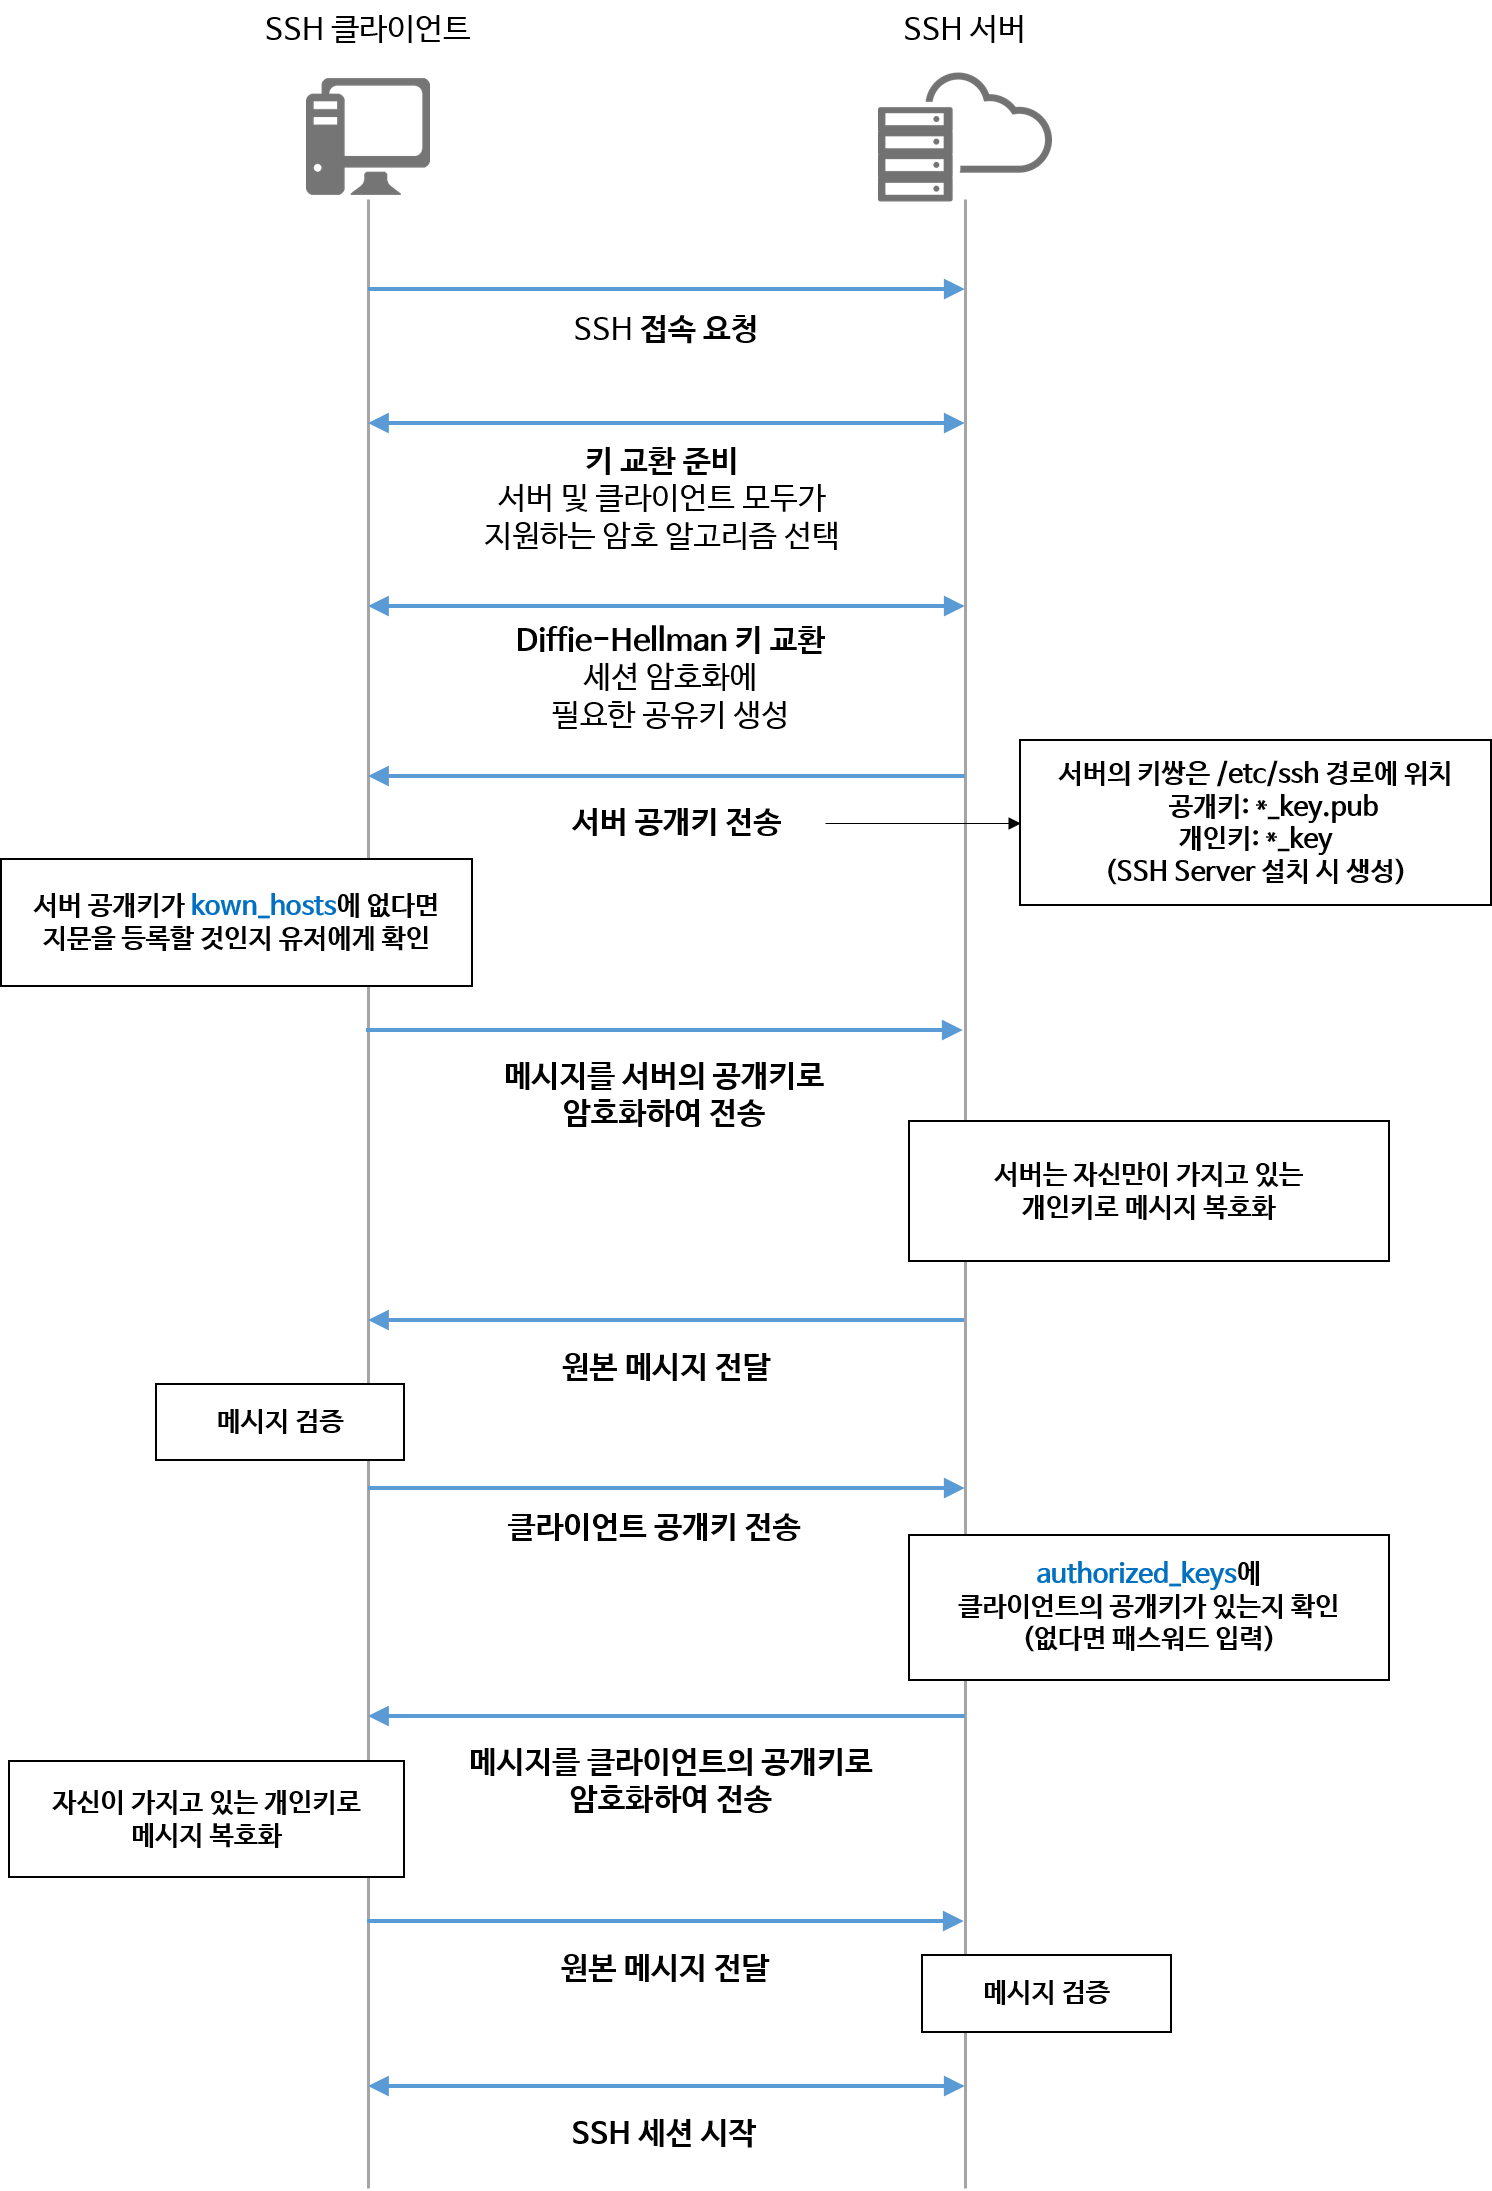 SSH 클라이언트
SSH 서버
SSH 접속 요청
키 교환 준비
서버 및 클라이언트 모두가
지원하는 암호 알고리즘 선택
Diffie-Hellman 키 교환
세션 암호화에
필요한 공유키 생성
서버 공개키 전송
서버의 키쌍은 /etc/ssh 경로에 위치
공개키: *_key.pub
개인키: *_key
(SSH Server 설치 시 생성)
서버 공개키가 kown_hosts에 없다면
지문을 등록할 것인지 유저에게 확인
메시지를 서버의 공개키로
암호화하여 전송
서버는 자신만이 가지고 있는
개인키로 메시지 복호화
원본 메시지 전달
메시지 검증
클라이언트 공개키 전송
authorized_keys에
클라이언트의 공개키가 있는지 확인
(없다면 패스워드 입력)
메시지를 클라이언트의 공개키로
암호화하여 전송
자신이 가지고 있는 개인키로
메시지 복호화
원본 메시지 전달
메시지 검증
SSH 세션 시작